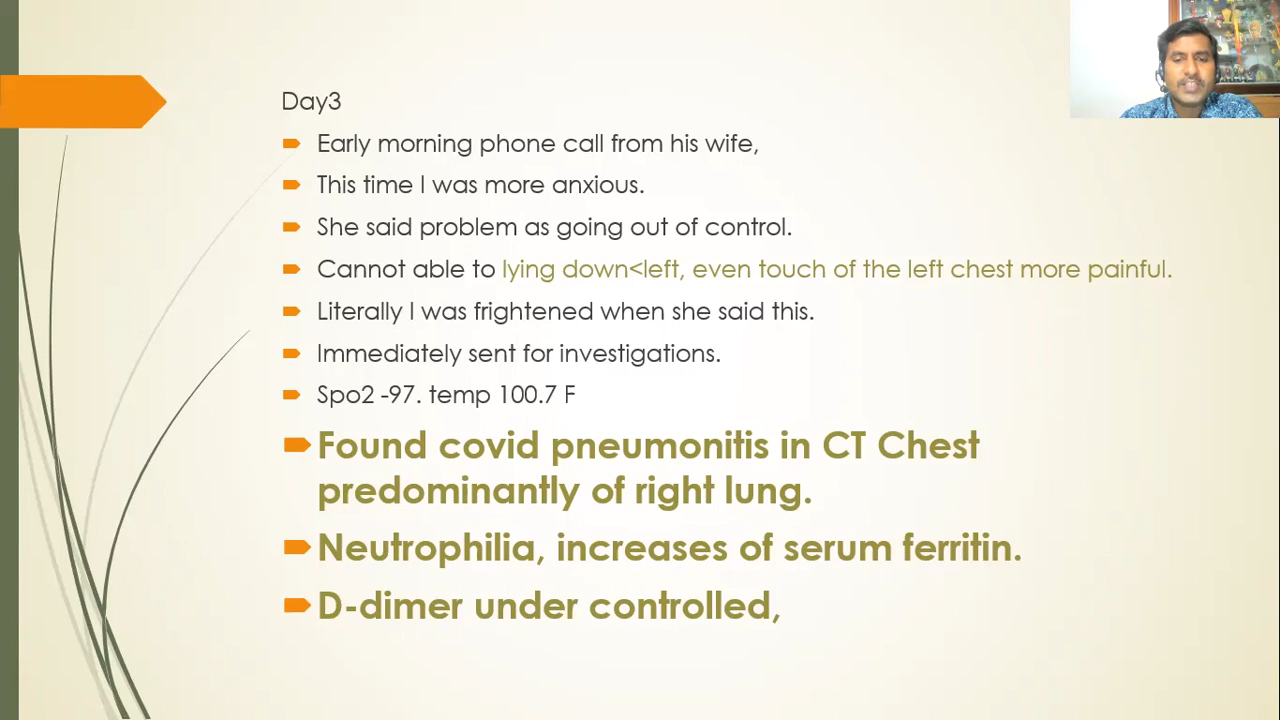 Day3
Early morning phone call from his wife,
This time I was more anxious.
She said problem as going out of control.
Cannot able to lying down<left, even touch of the left chest more painful.
Literally I was frightened when she said this.
Immediately sent for investigations.
Spo2 -97. temp 100.7 F
Found covid pneumonitis in CT Chest
predominantly of right lung.
Neutrophilia, increases of serum ferritin.
D-dimer under controlled,